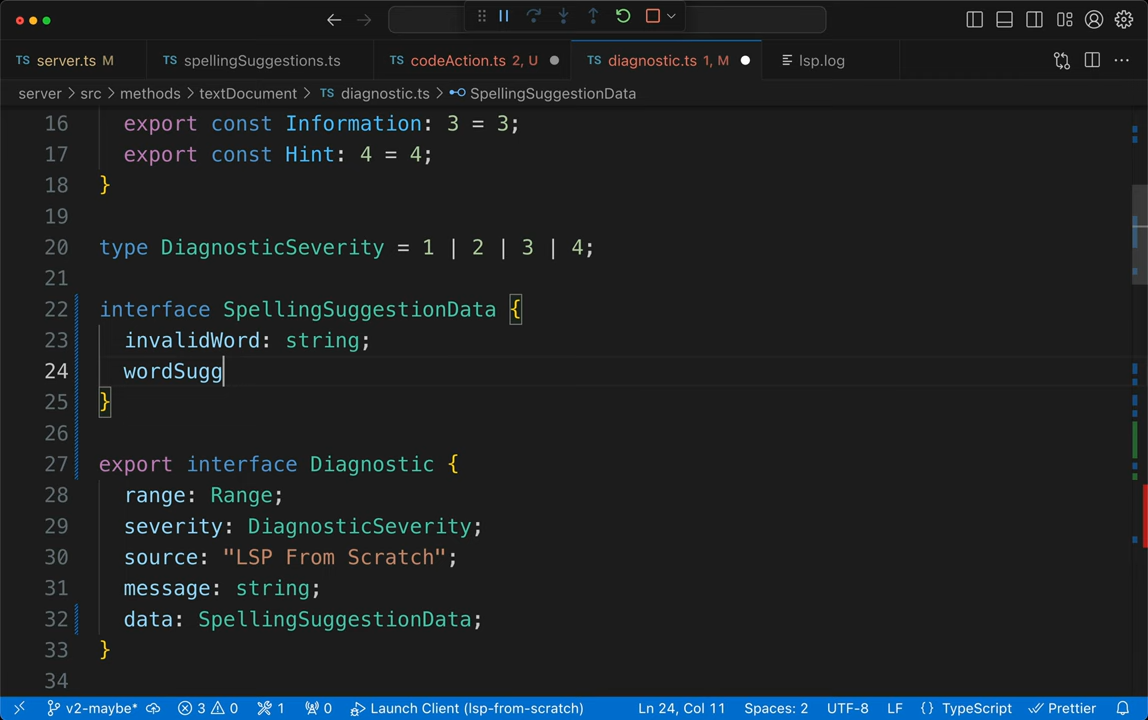 TS server.ts M TS spellingSuggestions.ts TS codeAction.ts 2, U TS diagnostic.ts 1, M lsp.log
server > src > methods > textDocument > TS diagnostic.ts > SpellingSuggestionData
16 export const Information: 3 = 3;
17 export const Hint: 4 = 4;
18 }
19
20 type DiagnosticSeverity = 1 | 2 | 3 | 4;
21
22 interface SpellingSuggestionData {
23 invalidWord: string;
24 wordSugg
25 }
26
27 export interface Diagnostic {
28 range: Range;
29 severity: DiagnosticSeverity;
30 source: "LSP From Scratch";
31 message: string;
32 data: SpellingSuggestionData;
33 }
34
v2-maybe* 3 0 1 0 Launch Client (lsp-from-scratch) Ln 24, Col 11 Spaces: 2 UTF-8 LF {} TypeScript Prettier